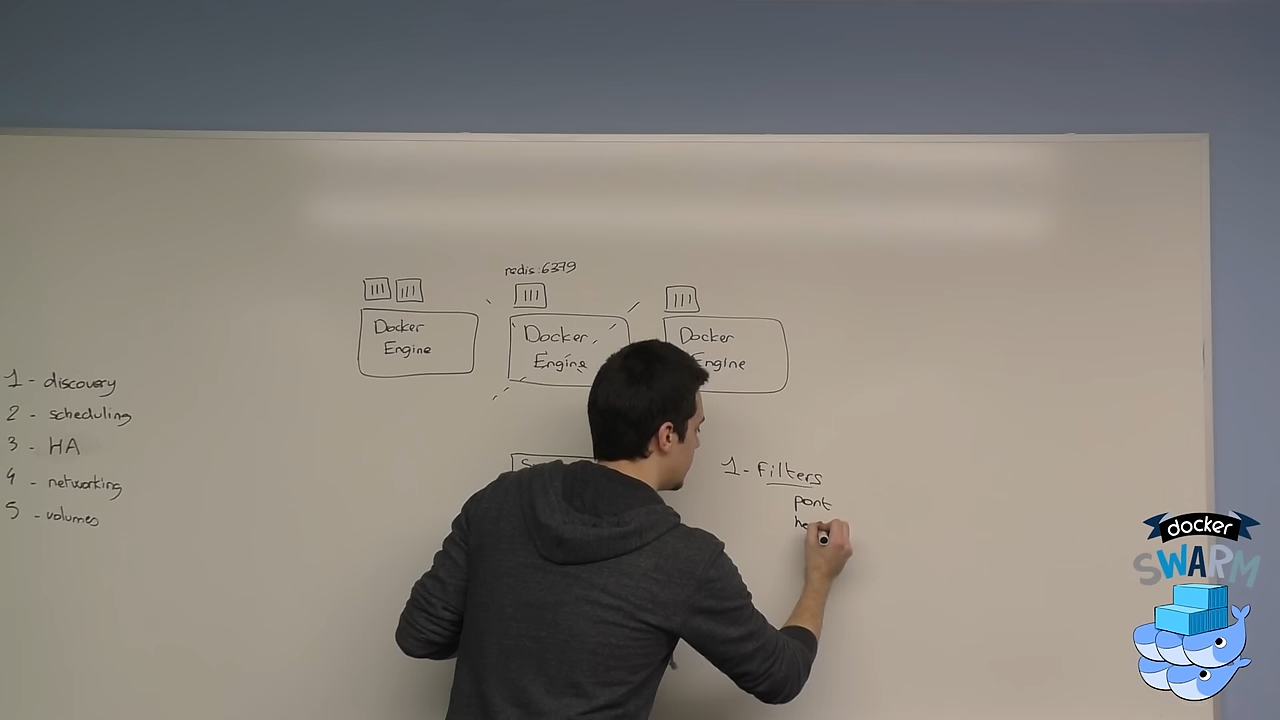 redis:6379
Docker
Engine
Docker
Engine
Docker
Engine
1 - discovery
2 - scheduling
3 - HA
4 - networking
5 - volumes
1 - Filters
port
docker
SWARM